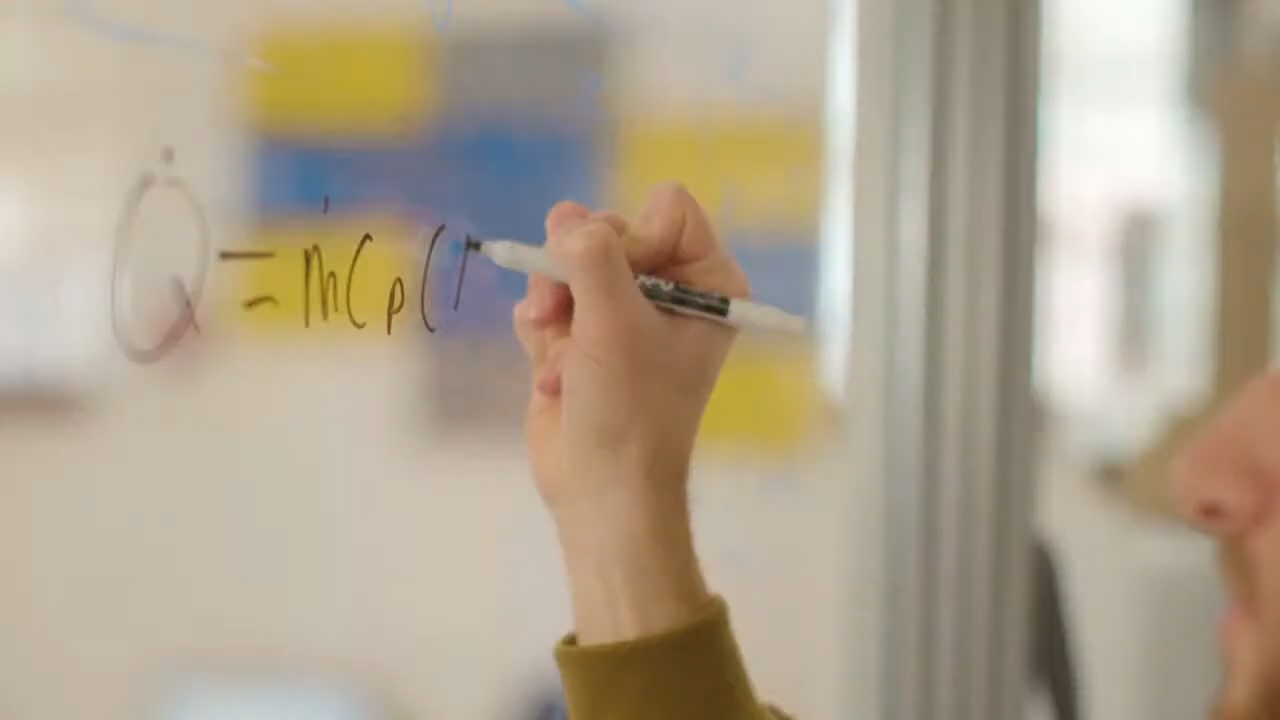 Q̇ = ṁCp(